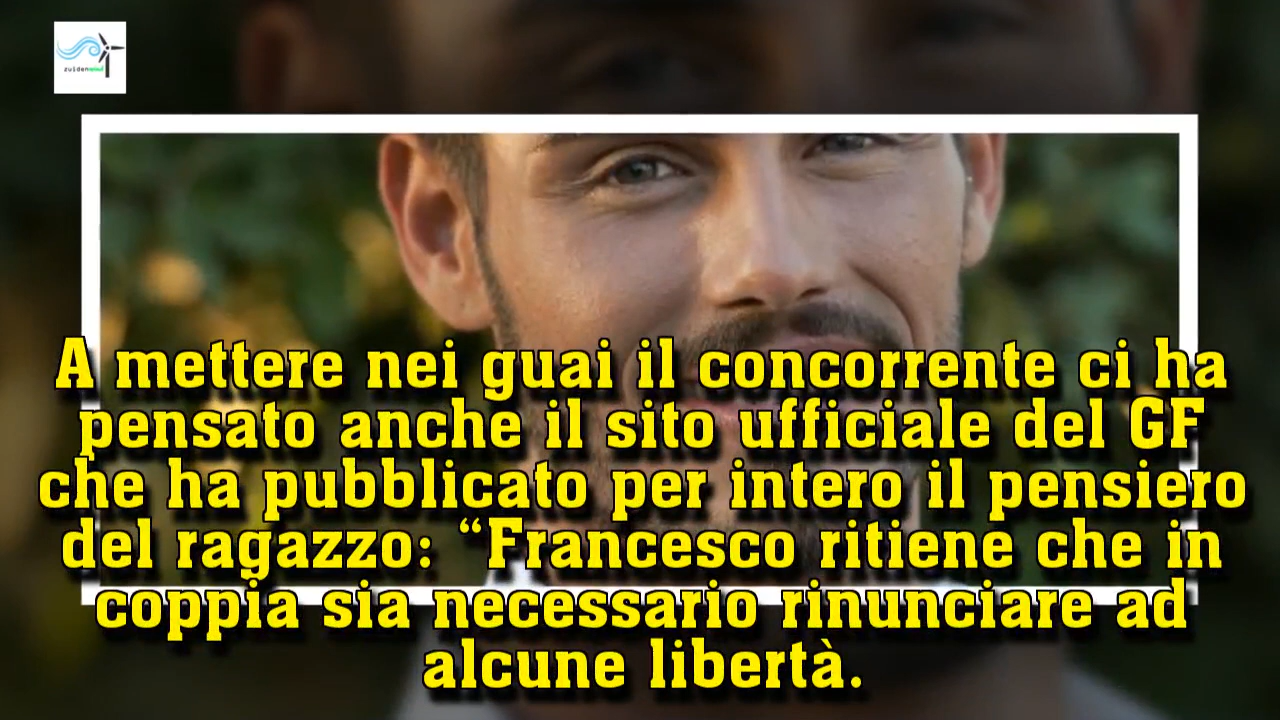 zuidenwind
A mettere nei guai il concorrente ci ha
pensato anche il sito ufficiale del GF
che ha pubblicato per intero il pensiero
del ragazzo: “Francesco ritiene che in
coppia sia necessario rinunciare ad
alcune libertà.